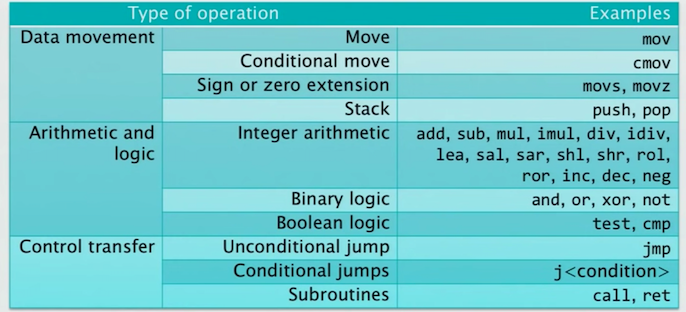 Type of operation Examples
Data movement Move mov
Conditional move cmov
Sign or zero extension movs, movz
Stack push, pop
Arithmetic and logic Integer arithmetic add, sub, mul, imul, div, idiv,
lea, sal, sar, shl, shr, rol,
ror, inc, dec, neg
Binary logic and, or, xor, not
Boolean logic test, cmp
Control transfer Unconditional jump jmp
Conditional jumps j<condition>
Subroutines call, ret